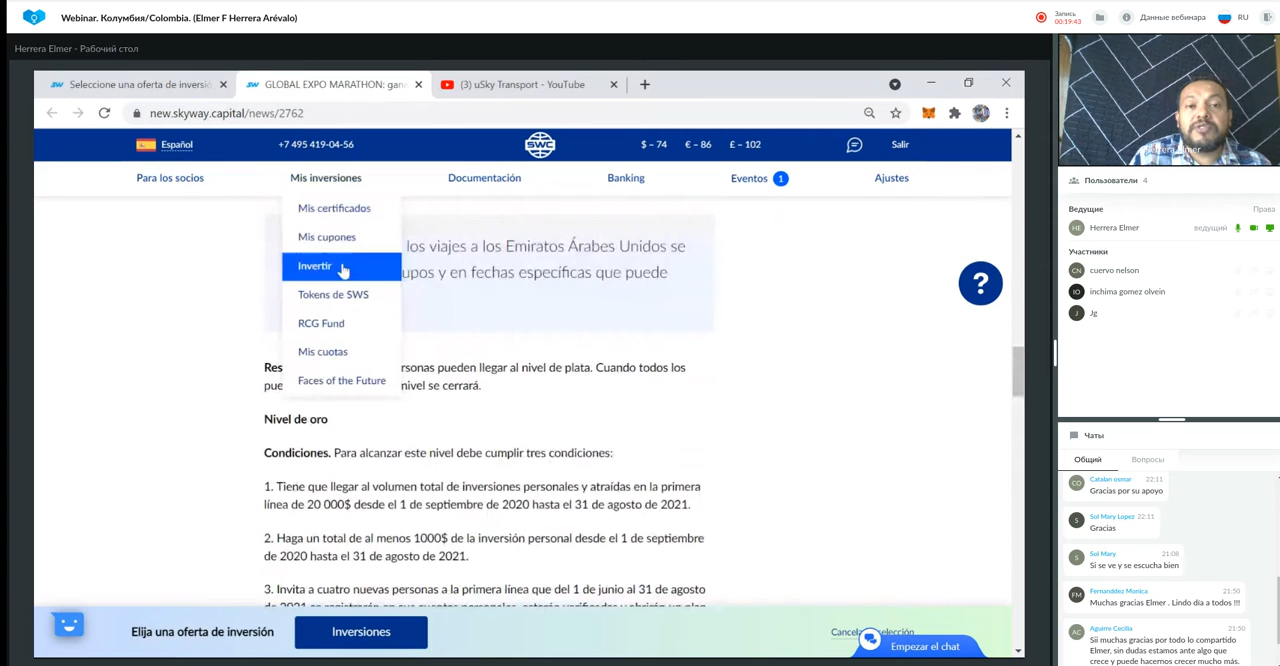 Webinar. Колумбия/Colombia. (Elmer F Herrera Arévalo)
Запись
00:19:43
Данные вебинара
RU
Herrera Elmer - Рабочий стол
Seleccione una oferta de inversió
GLOBAL EXPO MARATHON: gana
(3) uSky Transport - YouTube
new.skyway.capital/news/2762
Español
+7 495 419-04-56
SWC
$ – 74
€ – 86
£ – 102
Salir
Para los socios
Mis inversiones
Documentación
Banking
Eventos 1
Ajustes
Mis certificados
Mis cupones
Invertir
Tokens de SWS
RCG Fund
Mis cuotas
Faces of the Future
los viajes a los Emiratos Árabes Unidos se
upos y en fechas específicas que puede
?
Res rsonas pueden llegar al nivel de plata. Cuando todos los
pue nivel se cerrará.
Nivel de oro
Condiciones. Para alcanzar este nivel debe cumplir tres condiciones:
1. Tiene que llegar al volumen total de inversiones personales y atraídas en la primera
línea de 20 000$ desde el 1 de septiembre de 2020 hasta el 31 de agosto de 2021.
2. Haga un total de al menos 1000$ de la inversión personal desde el 1 de septiembre
de 2020 hasta el 31 de agosto de 2021.
3. Invita a cuatro nuevas personas a la primera línea que del 1 de junio al 31 de agosto
Elija una oferta de inversión
Inversiones
Empezar el chat
Herrera Elmer
Пользователи 4
Ведущие
Права
HE
Herrera Elmer
ведущий
Участники
CN
cuervo nelson
IO
inchima gomez olvein
J
Jg
Чаты
Общий
Вопросы
CO
Catalan osmar 22:11
Gracias por su apoyo
S
Sol Mary Lopez 22:11
Gracias
S
Sol Mary 21:08
Si se ve y se escucha bien
FM
Fernanddez Monica 21:50
Muchas gracias Elmer . Lindo día a todos !!!
AC
Aguirre Cecilia 21:50
Sii muchas gracias por todo lo compartido
Elmer, sin dudas estamos ante algo que
crece y puede hacernos crecer mucho más.